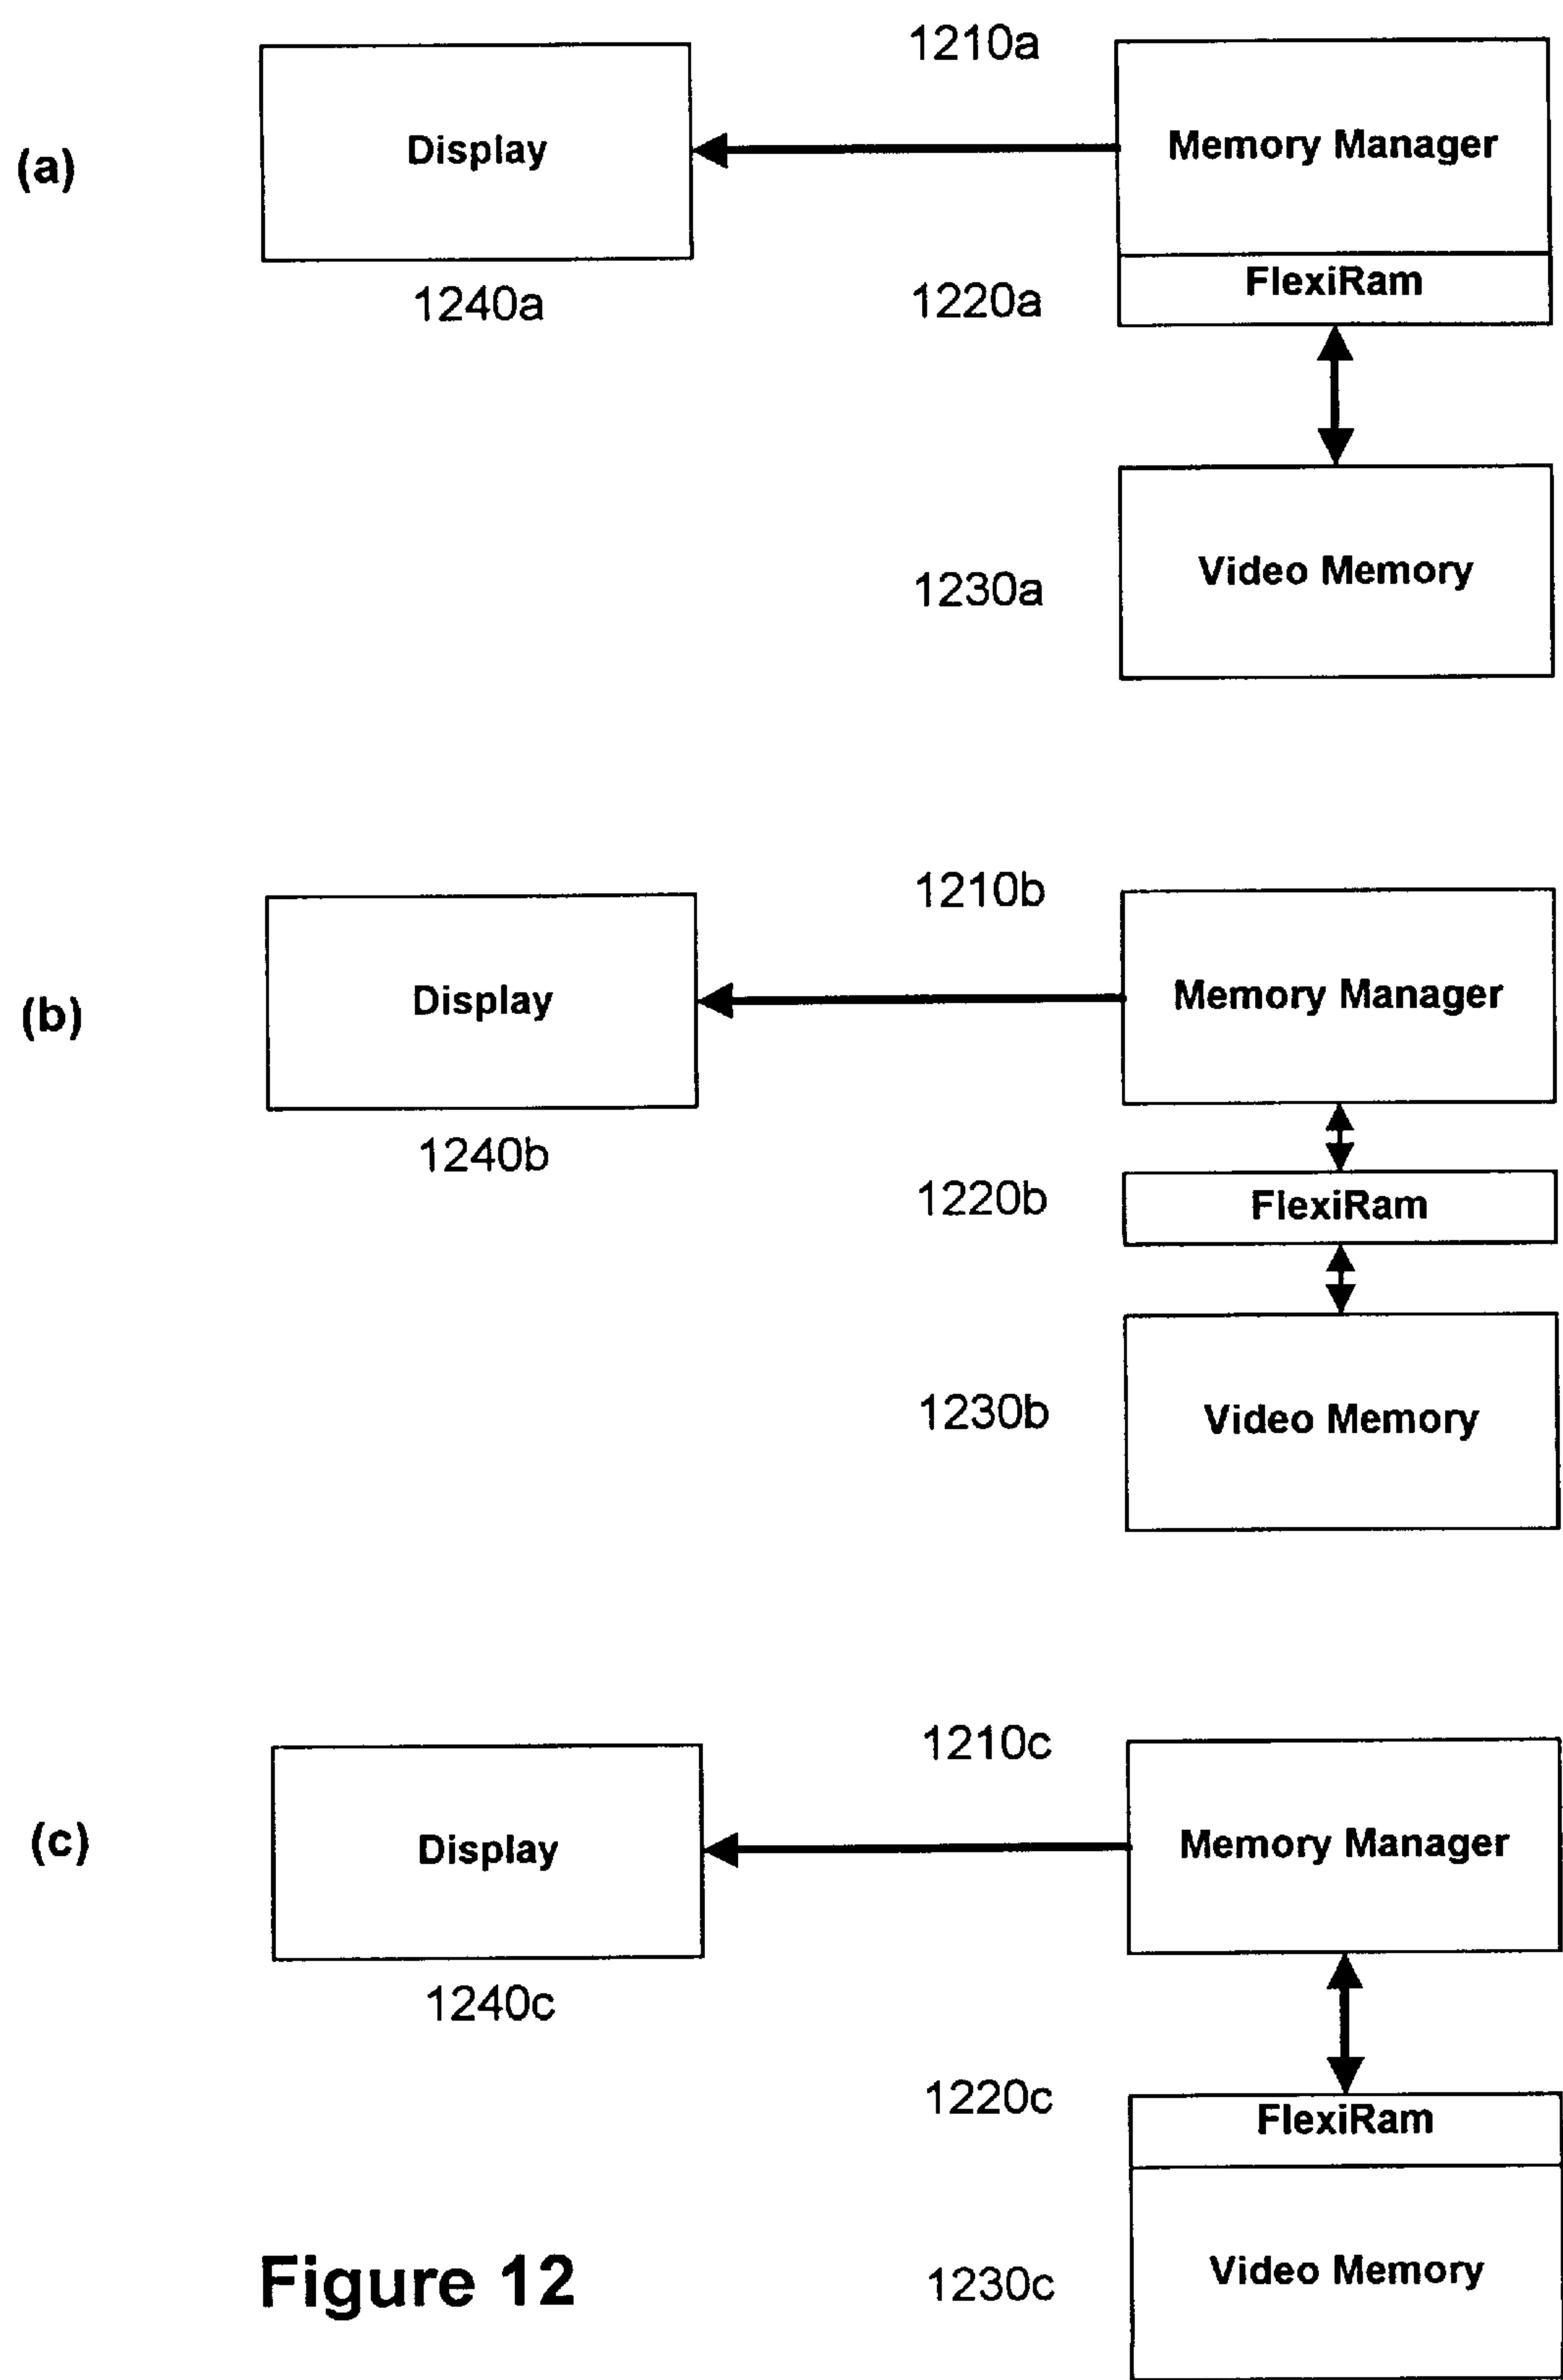 1210a
(a)
Display
Memory Manager
1240a
1220a
FlexiRam
1230a
Video Memory
1210b
(b)
Display
Memory Manager
1240b
1220b
FlexiRam
1230b
Video Memory
1210c
(c)
Display
Memory Manager
1240c
1220c
FlexiRam
1230c
Video Memory
Figure 12